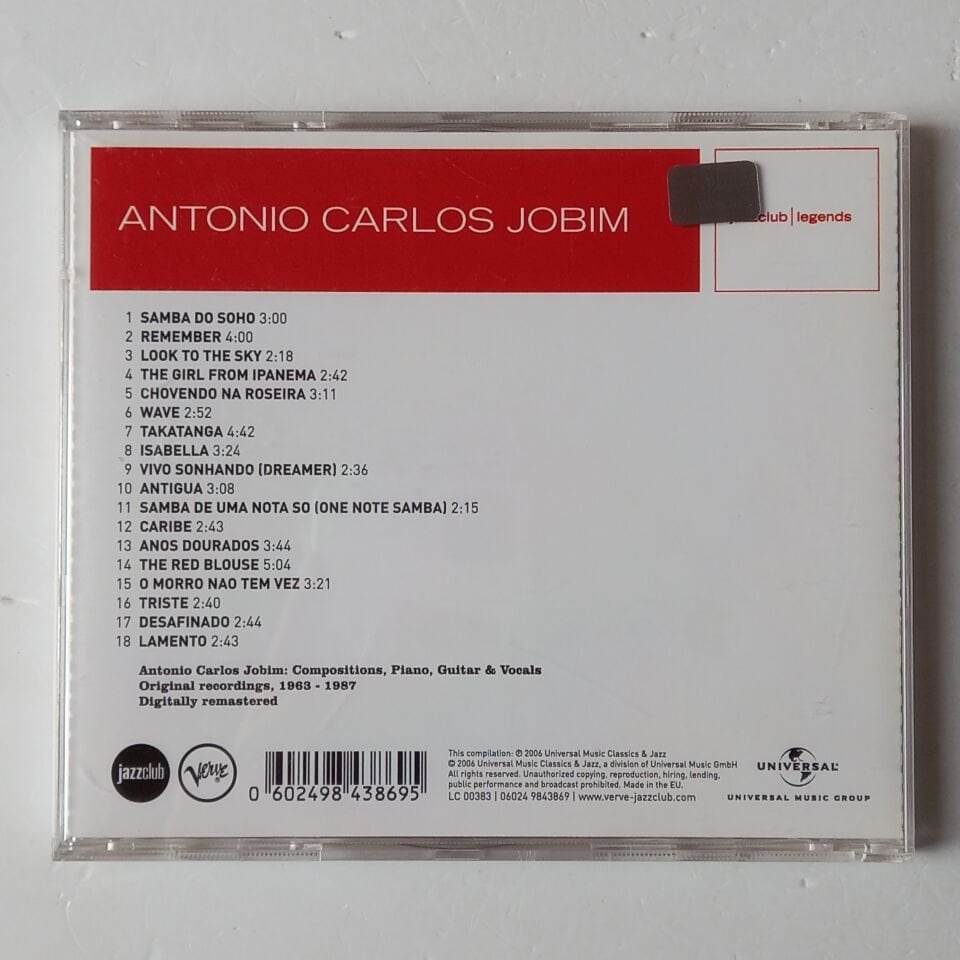 ANTONIO CARLOS JOBIM
club | legends
1 SAMBA DO SOHO 3:00
2 REMEMBER 4:00
3 LOOK TO THE SKY 2:18
4 THE GIRL FROM IPANEMA 2:42
5 CHOVENDO NA ROSEIRA 3:11
6 WAVE 2:52
7 TAKATANGA 4:42
8 ISABELLA 3:24
9 VIVO SONHANDO (DREAMER) 2:36
10 ANTIGUA 3:08
11 SAMBA DE UMA NOTA SO (ONE NOTE SAMBA) 2:15
12 CARIBE 2:43
13 ANOS DOURADOS 3:44
14 THE RED BLOUSE 5:04
15 O MORRO NAO TEM VEZ 3:21
16 TRISTE 2:40
17 DESAFINADO 2:44
18 LAMENTO 2:43
Antonio Carlos Jobim: Compositions, Piano, Guitar & Vocals
Original recordings, 1963 - 1987
Digitally remastered
jazzclub
Verve
0 602498 438695
This compilation: ℗ 2006 Universal Music Classics & Jazz
© 2006 Universal Music Classics & Jazz, a division of Universal Music GmbH
All rights reserved. Unauthorized copying, reproduction, hiring, lending,
public performance and broadcast prohibited. Made in the EU.
LC 00383 | 06024 9843869 | www.verve-jazzclub.com
UNIVERSAL
UNIVERSAL MUSIC GROUP